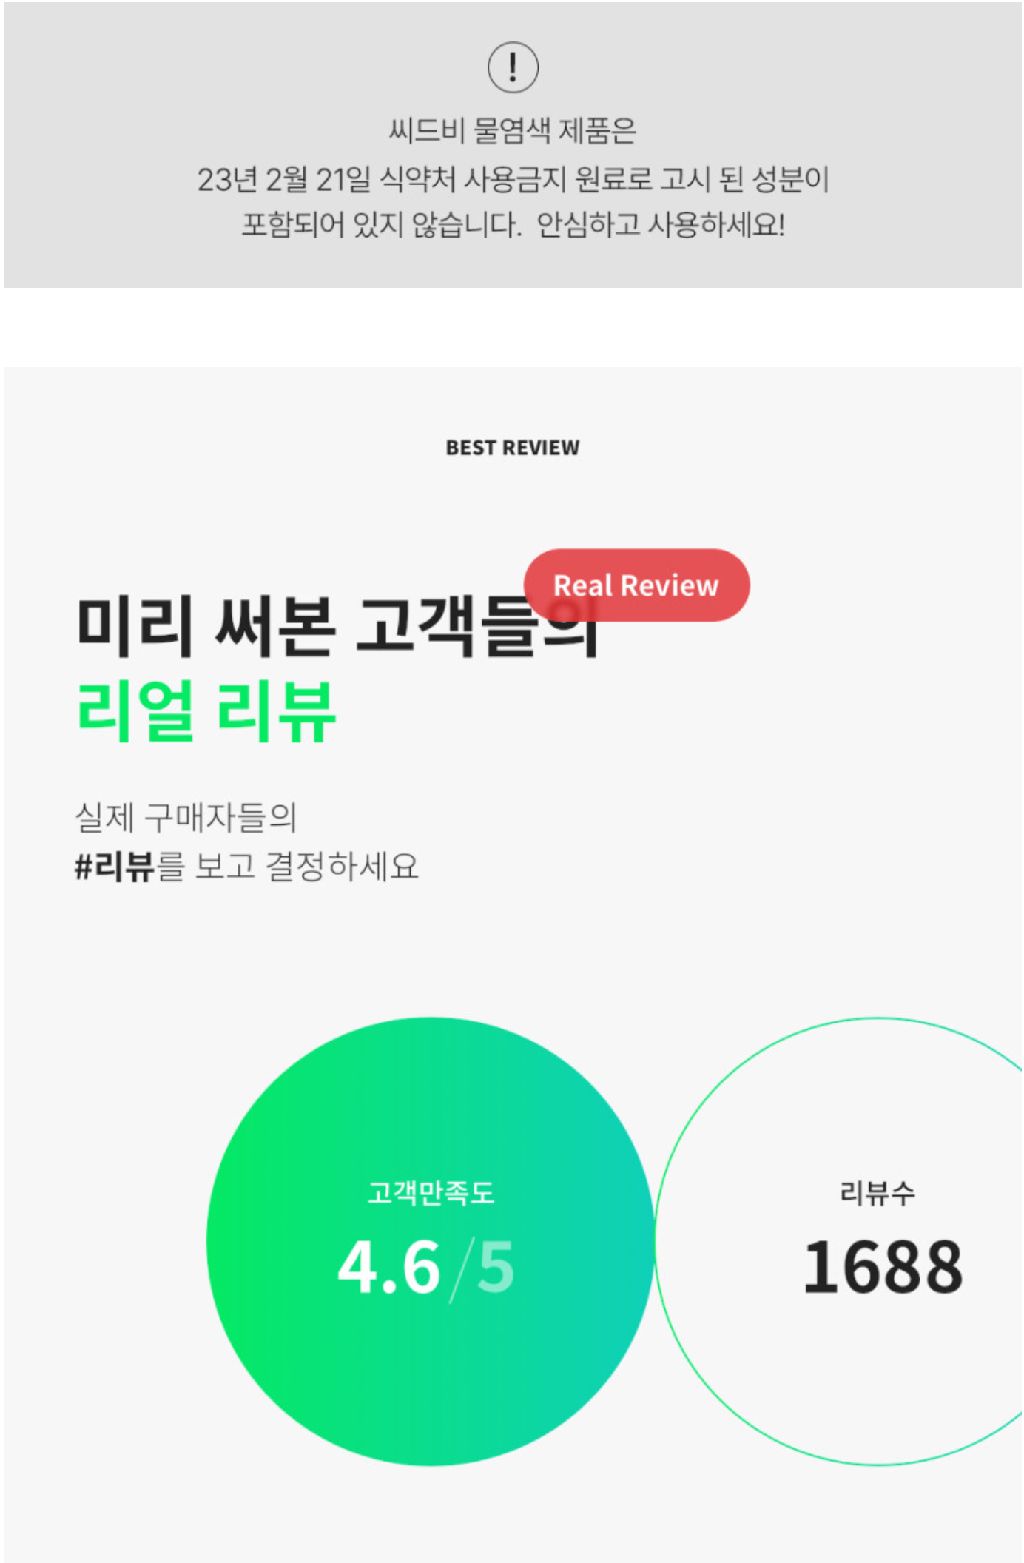 !
씨드비 물염색 제품은
23년 2월 21일 식약처 사용금지 원료로 고시 된 성분이
포함되어 있지 않습니다. 안심하고 사용하세요!
BEST REVIEW
Real Review
미리 써본 고객들의
리얼 리뷰
실제 구매자들의
#리뷰를 보고 결정하세요
고객만족도
4.6/5
리뷰수
1688